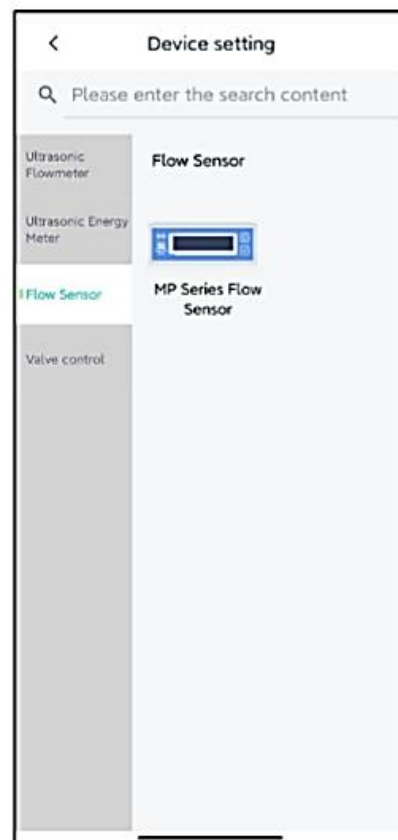 Device setting
Please enter the search content
Ultrasonic
Flowmeter
Ultrasonic Energy
Meter
Flow Sensor
Valve control
Flow Sensor
MP Series Flow
Sensor